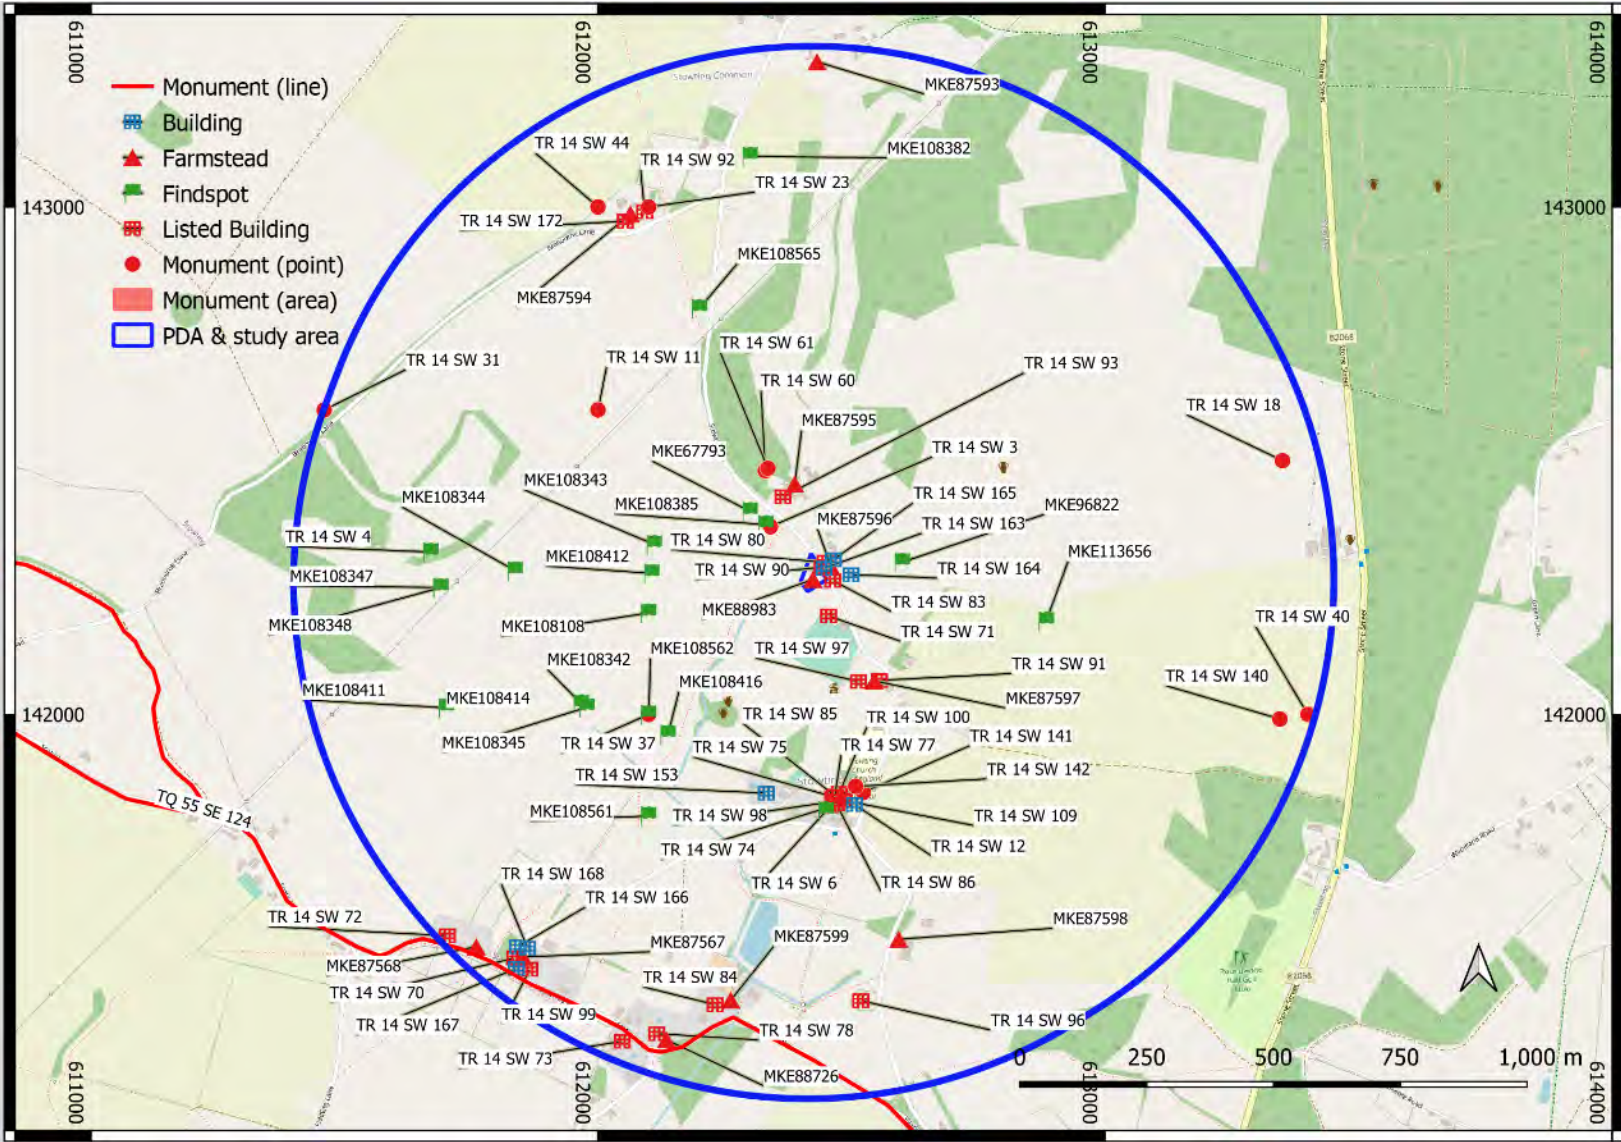 611000
612000
613000
614000
Monument (line)
Building
Farmstead
Findspot
Listed Building
Monument (point)
Monument (area)
PDA & study area
Stowting Common
MKE87593
TR 14 SW 44
TR 14 SW 92
MKE108382
TR 14 SW 23
143000
143000
TR 14 SW 172
MKE108565
MKE87594
B2068
TR 14 SW 31
TR 14 SW 11
TR 14 SW 61
TR 14 SW 60
TR 14 SW 93
MKE87595
TR 14 SW 18
MKE67793
TR 14 SW 3
MKE108343
MKE108344
MKE108385
TR 14 SW 165
MKE96822
MKE87596
TR 14 SW 163
TR 14 SW 4
TR 14 SW 80
MKE113656
MKE108412
TR 14 SW 90
TR 14 SW 164
MKE108347
MKE88983
TR 14 SW 83
MKE108348
MKE108108
TR 14 SW 71
TR 14 SW 40
MKE108562
TR 14 SW 97
MKE108342
TR 14 SW 91
TR 14 SW 140
MKE108411
MKE108414
MKE108416
MKE87597
142000
142000
TR 14 SW 85
TR 14 SW 100
MKE108345
TR 14 SW 37
TR 14 SW 75
TR 14 SW 77
TR 14 SW 141
TR 14 SW 153
TR 14 SW 142
TQ 55 SE 124
MKE108561
TR 14 SW 98
TR 14 SW 109
TR 14 SW 74
TR 14 SW 12
TR 14 SW 168
TR 14 SW 6
TR 14 SW 86
TR 14 SW 166
TR 14 SW 72
MKE87598
MKE87567
MKE87599
MKE87568
TR 14 SW 84
B2068
TR 14 SW 70
TR 14 SW 99
TR 14 SW 167
TR 14 SW 96
TR 14 SW 78
TR 14 SW 73
MKE88726
0
250
500
750
1,000 m
611000
612000
613000
614000